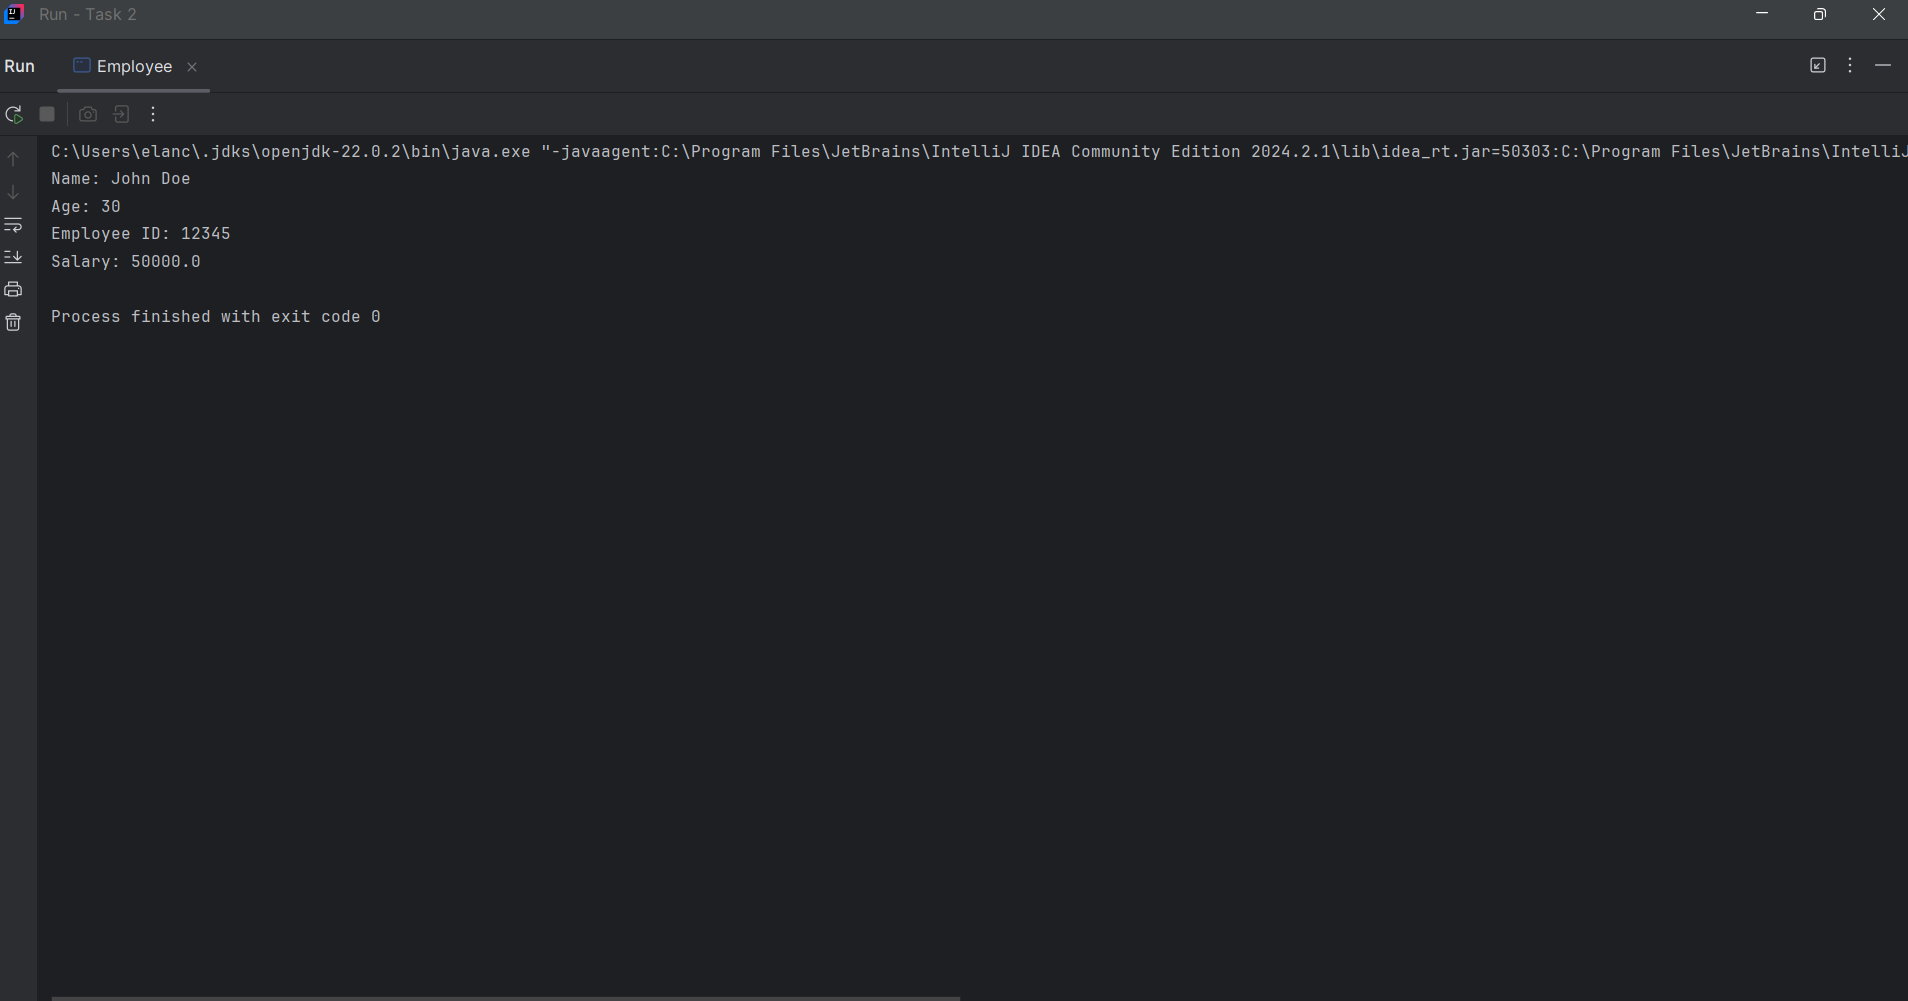 Run - Task 2
Run Employee
C:\Users\elanc\.jdks\openjdk-22.0.2\bin\java.exe "-javaagent:C:\Program Files\JetBrains\IntelliJ IDEA Community Edition 2024.2.1\lib\idea_rt.jar=50303:C:\Program Files\JetBrains\IntelliJ
Name: John Doe
Age: 30
Employee ID: 12345
Salary: 50000.0
Process finished with exit code 0